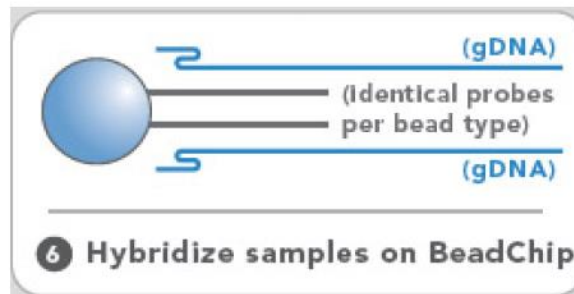 (gDNA)
(identical probes
per bead type)
(gDNA)
6 Hybridize samples on BeadChip